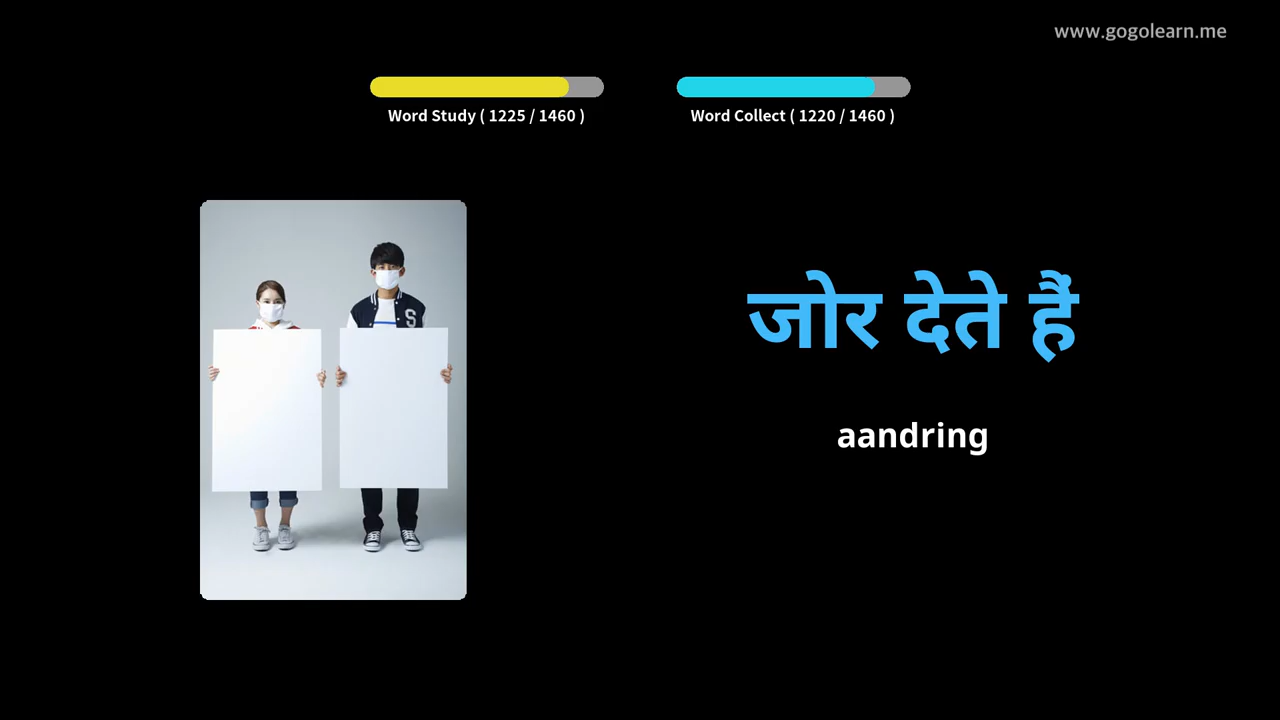 www.gogolearn.me
Word Study ( 1225 / 1460 )
Word Collect ( 1220 / 1460 )
S
जोर देते हैं
aandring